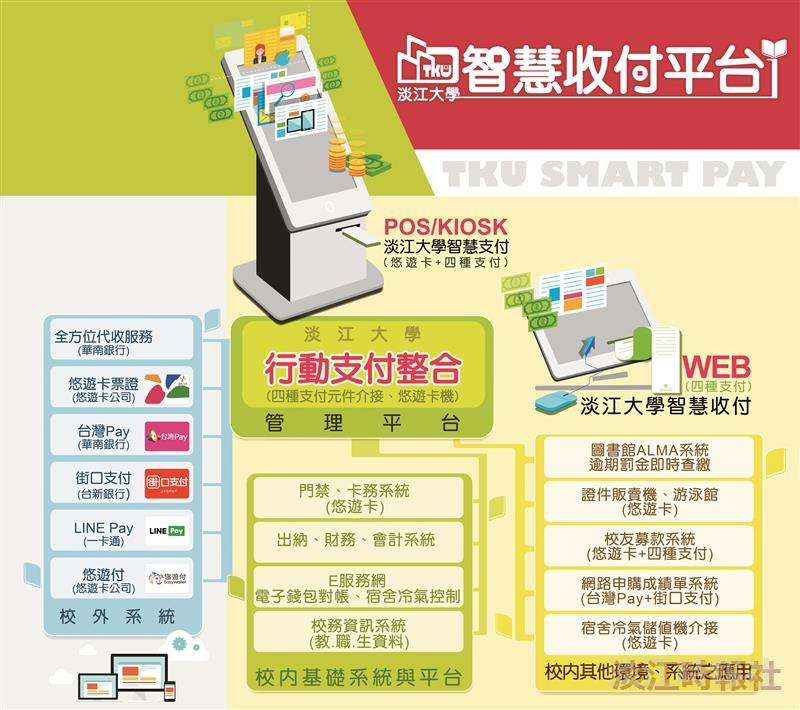 TKU
淡江大學
智慧收付平台
TKU SMART PAY
POS/KIOSK
淡江大學智慧支付
(悠遊卡+四種支付)
WEB
(四種支付)
淡江大學智慧收付
淡江大學
行動支付整合
(四種支付元件介接、悠遊卡機)
管理平台
全方位代收服務
(華南銀行)
悠遊卡票證
(悠遊卡公司)
台灣Pay
(華南銀行)
台灣Pay
街口支付
(台新銀行)
街口支付
JKOPAY
LINE Pay
(一卡通)
LINE Pay
悠遊付
(悠遊卡公司)
悠遊付
EasyWallet
校外系統
門禁、卡務系統
(悠遊卡)
出納、財務、會計系統
E服務網
電子錢包對帳、宿舍冷氣控制
校務資訊系統
(教.職.生資料)
校內基礎系統與平台
圖書館ALMA系統
逾期罰金即時查繳
證件販賣機、游泳館
(悠遊卡)
校友募款系統
(悠遊卡+四種支付)
網路申購成績單系統
(台灣Pay+街口支付)
宿舍冷氣儲值機介接
(悠遊卡)
校內其他環境、系統之應用
淡江時報社